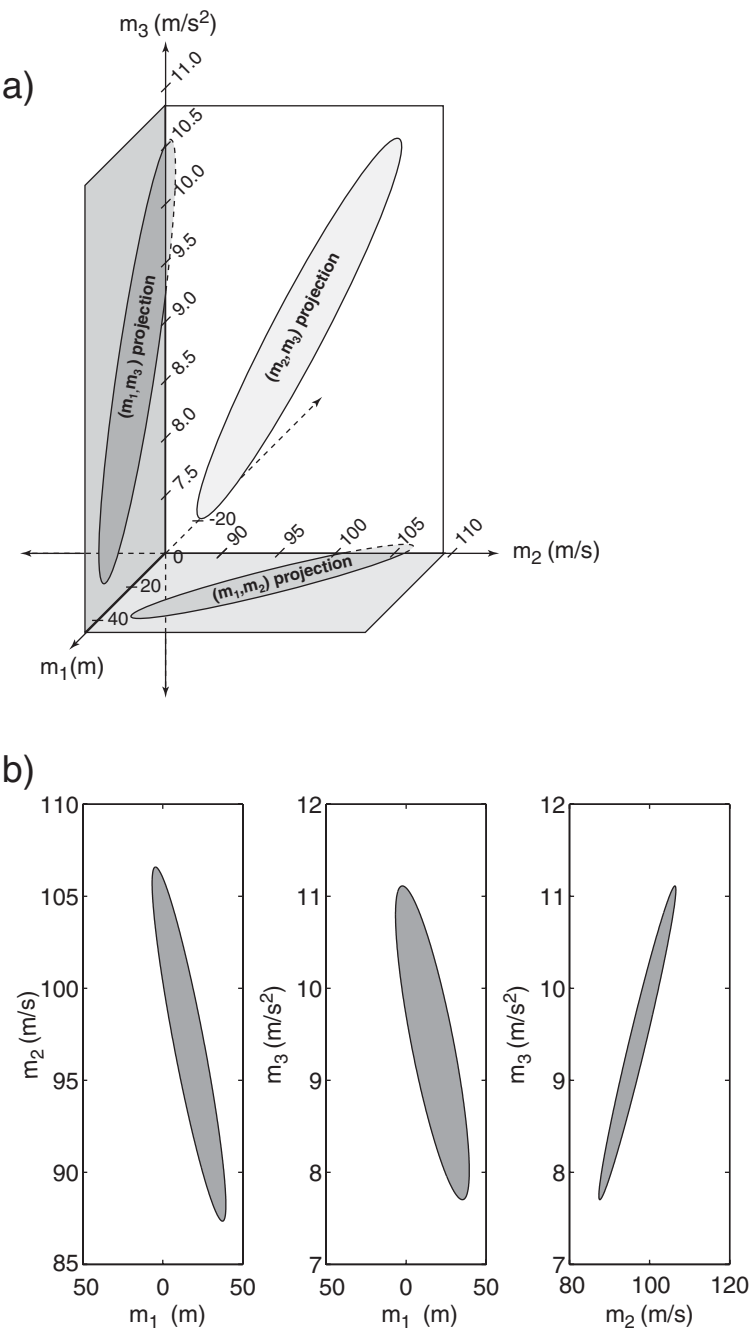 a)
m3 (m/s2)
11.0
10.5
10.0
9.5
9.0
8.5
8.0
7.5
(m1,m3) projection
(m2,m3) projection
(m1,m2) projection
-20
0
20
40
90
95
100
105
110
m2 (m/s)
m1(m)
b)
110
105
100
95
90
85
m2 (m/s)
50 0 50
m1 (m)
12
11
10
9
8
7
m3 (m/s2)
50 0 50
m1 (m)
12
11
10
9
8
7
m3 (m/s2)
80 100 120
m2 (m/s)